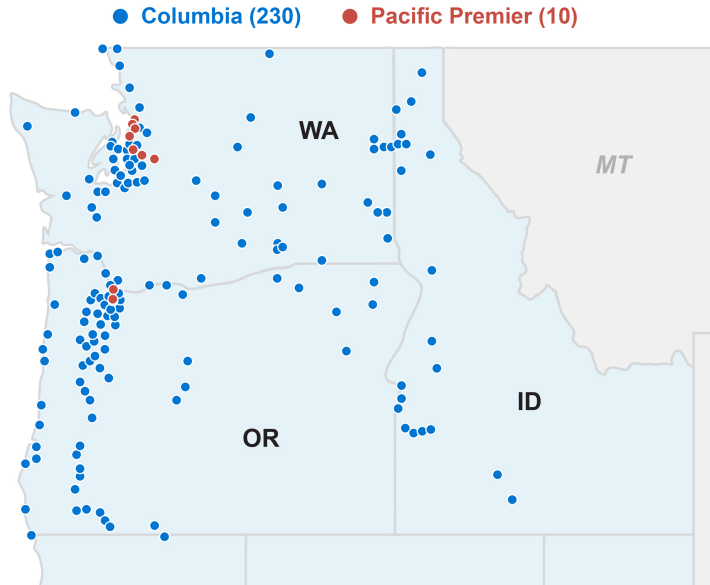 Columbia (230) Pacific Premier (10)
WA
MT
ID
OR